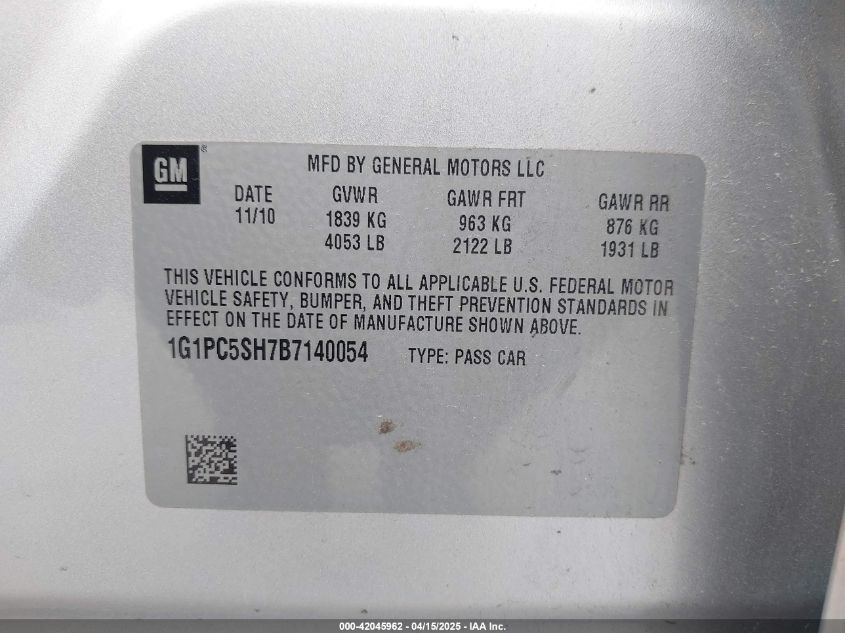 GM
MFD BY GENERAL MOTORS LLC
DATE GVWR GAWR FRT GAWR RR
11/10 1839 KG 963 KG 876 KG
4053 LB 2122 LB 1931 LB
THIS VEHICLE CONFORMS TO ALL APPLICABLE U.S. FEDERAL MOTOR
VEHICLE SAFETY, BUMPER, AND THEFT PREVENTION STANDARDS IN
EFFECT ON THE DATE OF MANUFACTURE SHOWN ABOVE.
1G1PC5SH7B7140054 TYPE: PASS CAR
000-42045962 - 04/15/2025 - IAA Inc.